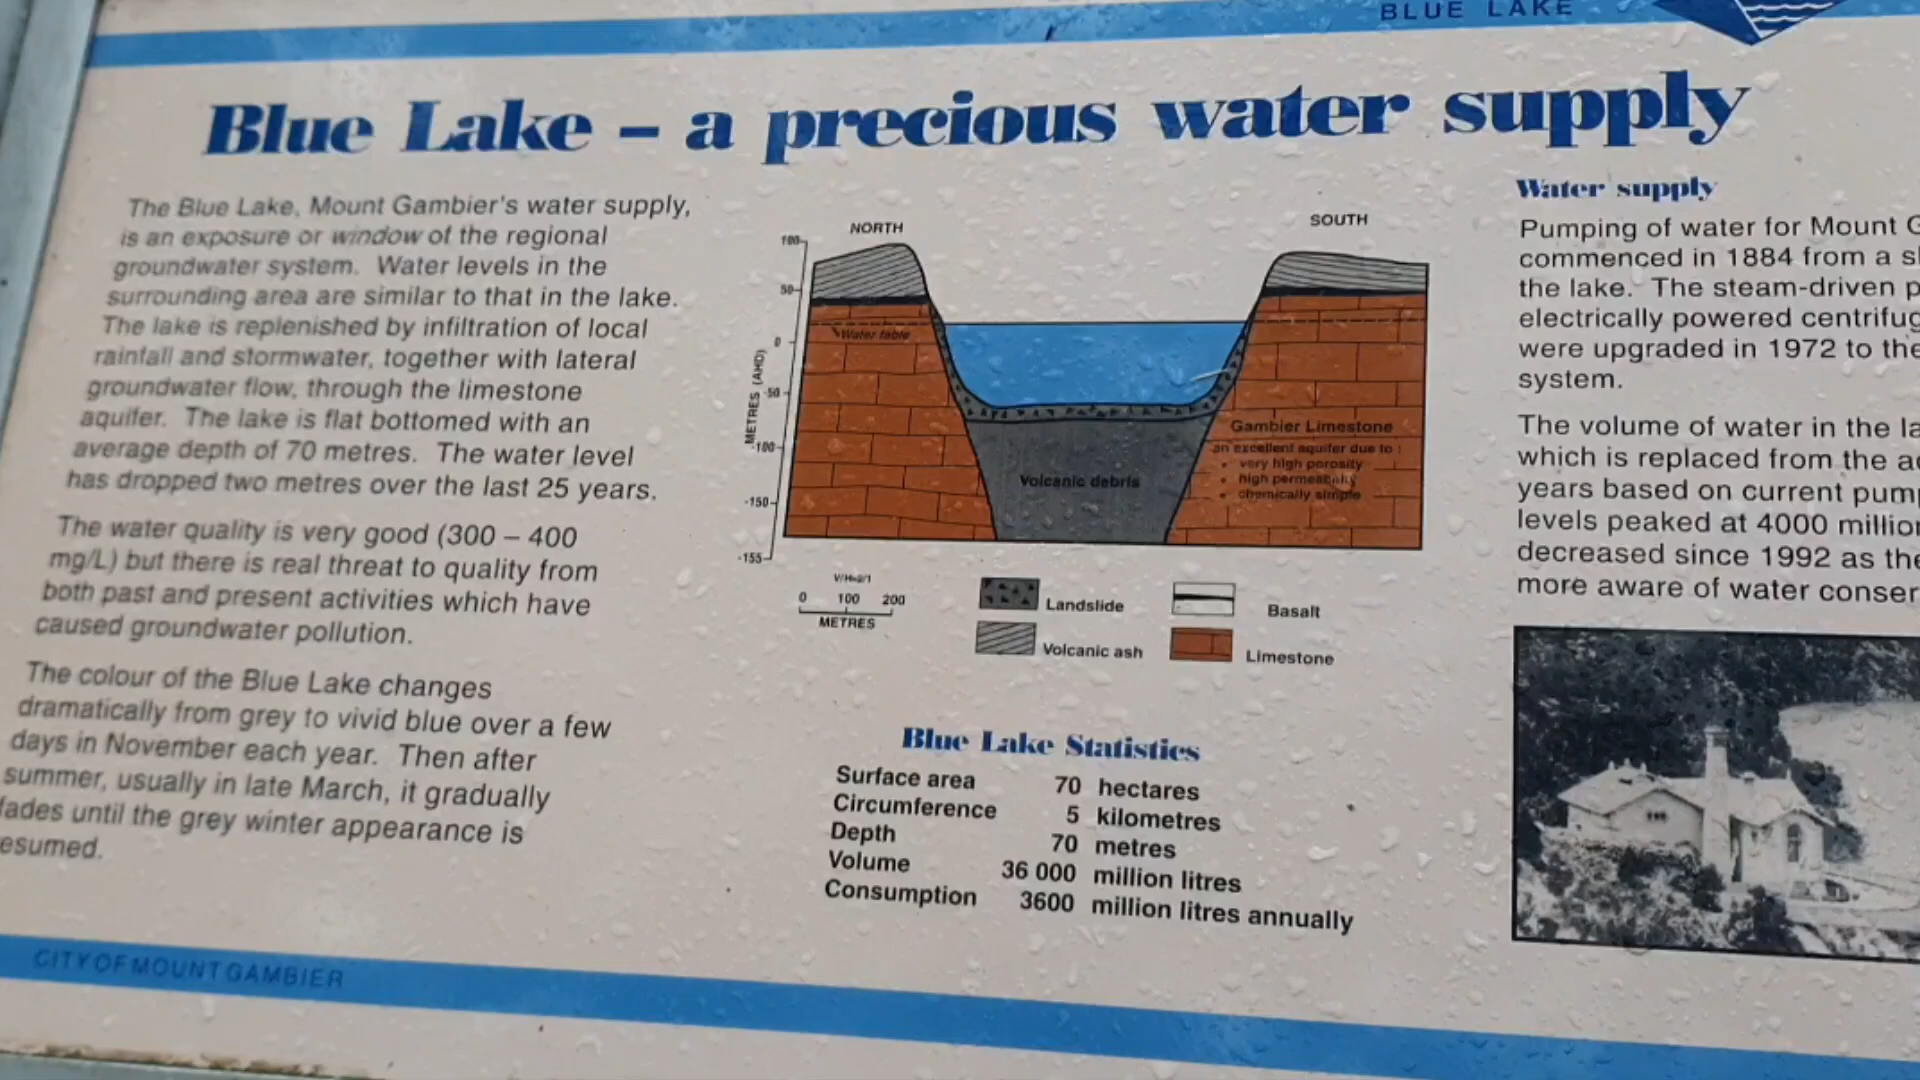 BLUE LAKE
Blue Lake – a precious water supply
The Blue Lake, Mount Gambier's water supply,
is an exposure or window of the regional
groundwater system. Water levels in the
surrounding area are similar to that in the lake.
The lake is replenished by infiltration of local
rainfall and stormwater, together with lateral
groundwater flow, through the limestone
aquifer. The lake is flat bottomed with an
average depth of 70 metres. The water level
has dropped two metres over the last 25 years.
The water quality is very good (300 – 400
mg/L) but there is real threat to quality from
both past and present activities which have
caused groundwater pollution.
The colour of the Blue Lake changes
dramatically from grey to vivid blue over a few
days in November each year. Then after
summer, usually in late March, it gradually
fades until the grey winter appearance is
esumed.
NORTH
SOUTH
100
50
0
-50
-100
-150
-155
METRES (AHD)
Water table
Volcanic debris
Gambier Limestone
an excellent aquifer due to :
• very high porosity
• high permeability
• chemically simple
V/H=2/1
0 100 200
METRES
Landslide
Basalt
Volcanic ash
Limestone
Blue Lake Statistics
Surface area 70 hectares
Circumference 5 kilometres
Depth 70 metres
Volume 36 000 million litres
Consumption 3600 million litres annually
Water supply
Pumping of water for Mount G
commenced in 1884 from a
the lake. The steam-driven p
electrically powered centrifug
were upgraded in 1972 to the
system.
The volume of water in the la
which is replaced from the
years based on current pum
levels peaked at 4000 million
decreased since 1992 as the
more aware of water conser
CITY OF MOUNT GAMBIER